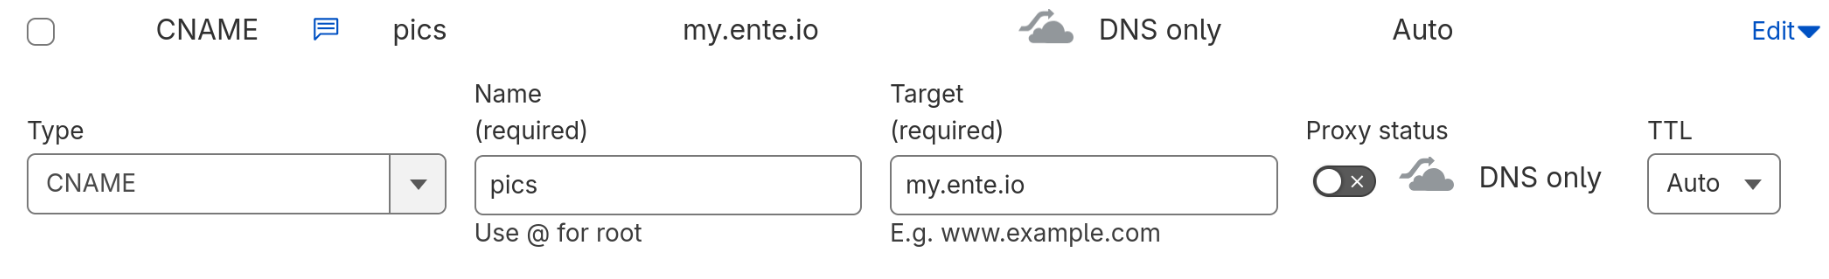 CNAME pics my.ente.io DNS only Auto Edit
Type Name (required) Target (required) Proxy status TTL
CNAME pics my.ente.io DNS only Auto
Use @ for root E.g. www.example.com